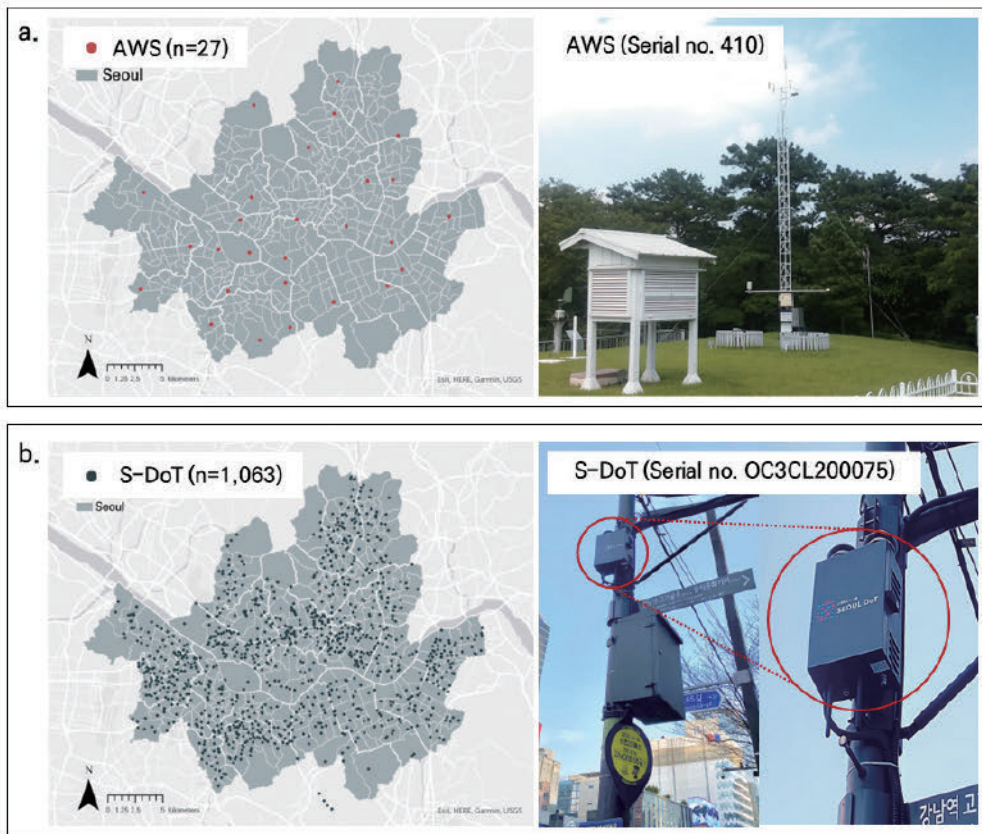 a.
AWS (n=27)
Seoul
N
0 1.25 2.5 5 Kilometers
Esri, HERE, Garmin, USGS
AWS (Serial no. 410)
b.
S-DoT (n=1,063)
Seoul
N
0 1.25 2.5 5 Kilometers
Esri, HERE, Garmin, USGS
S-DoT (Serial no. OC3CL200075)
SEOUL DoT
강남역 고